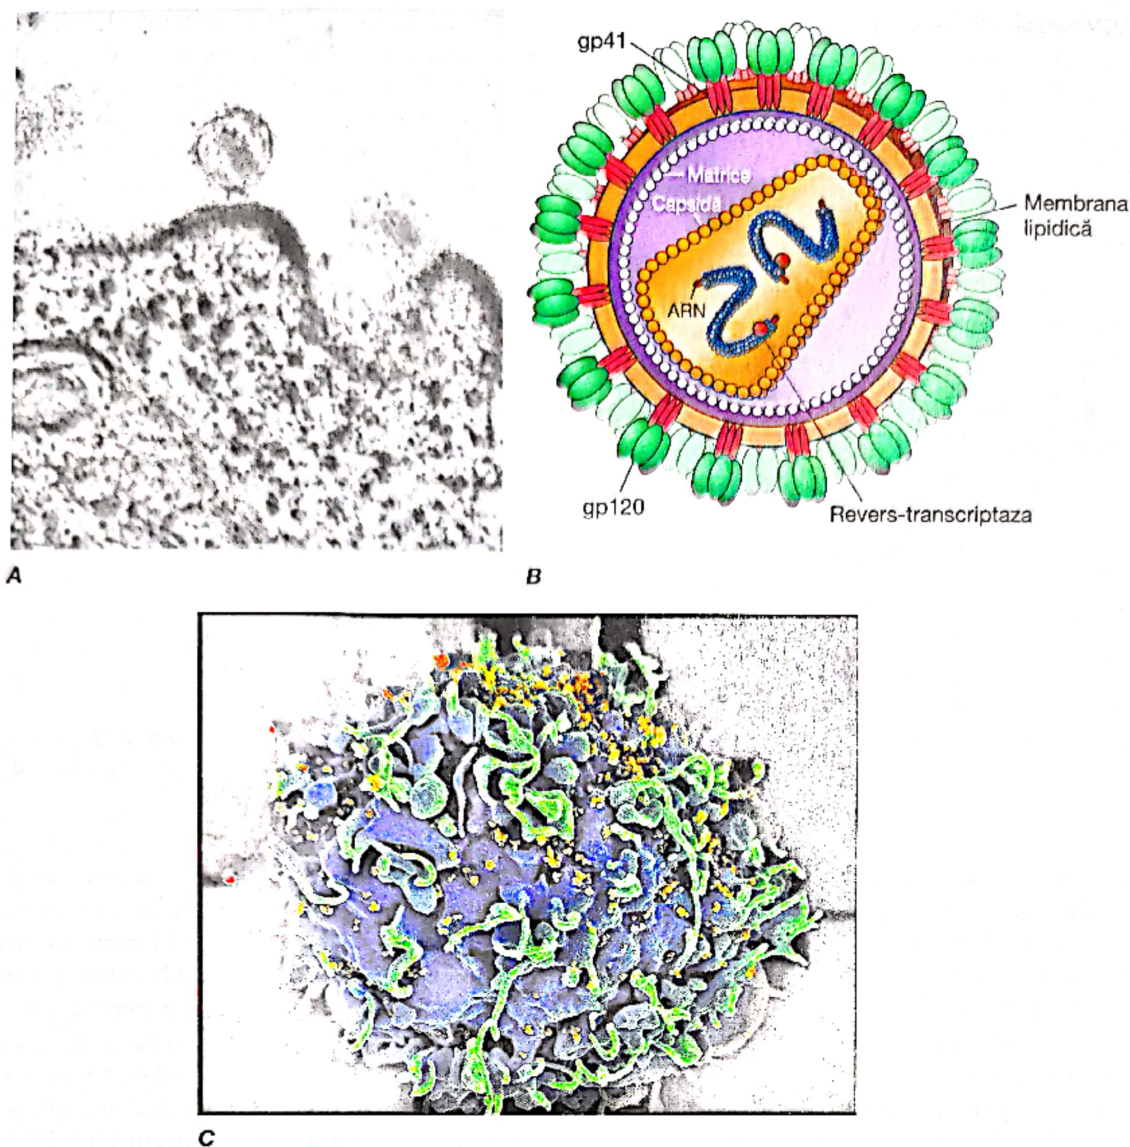 gp41
Matrice
Capsidă
Membrana
lipidică
ARN
gp120
Revers-transcriptaza
A
B
C